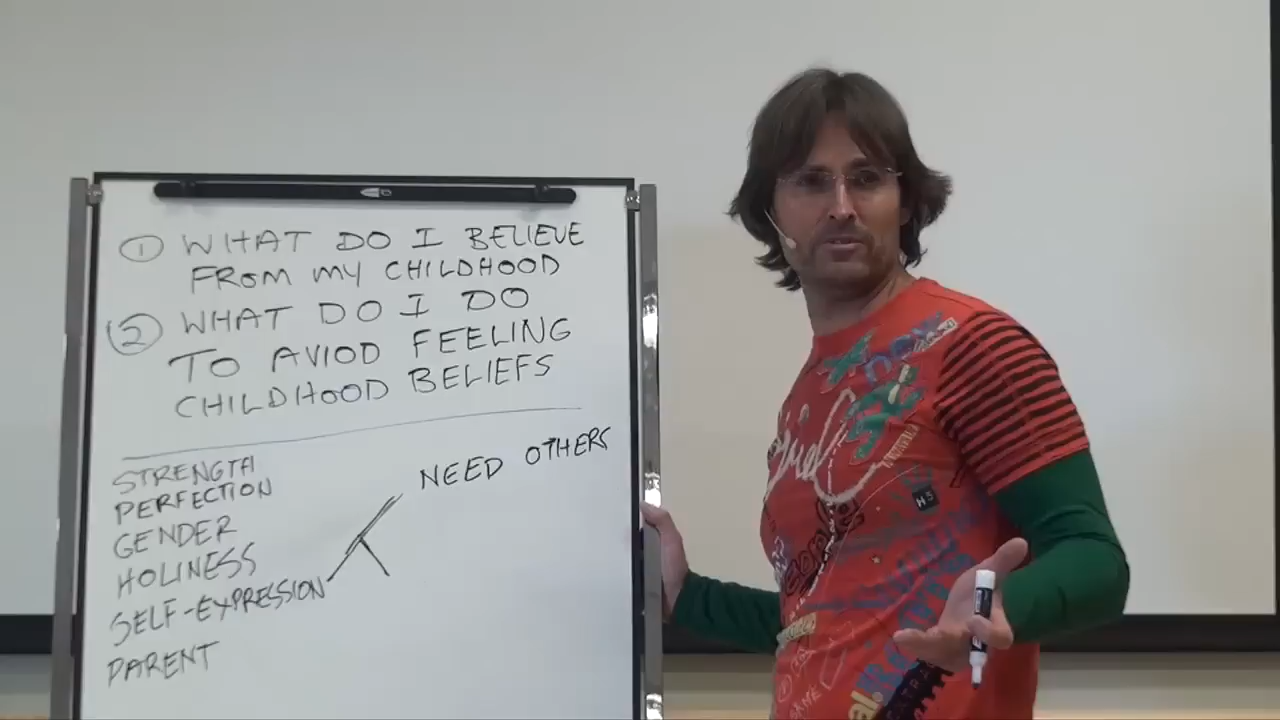 ① WHAT DO I BELIEVE
FROM MY CHILDHOOD
② WHAT DO I DO
TO AVIOD FEELING
CHILDHOOD BELIEFS
STRENGTH
PERFECTION
GENDER
HOLINESS
SELF-EXPRESSION
PARENT
NEED OTHERS
H3